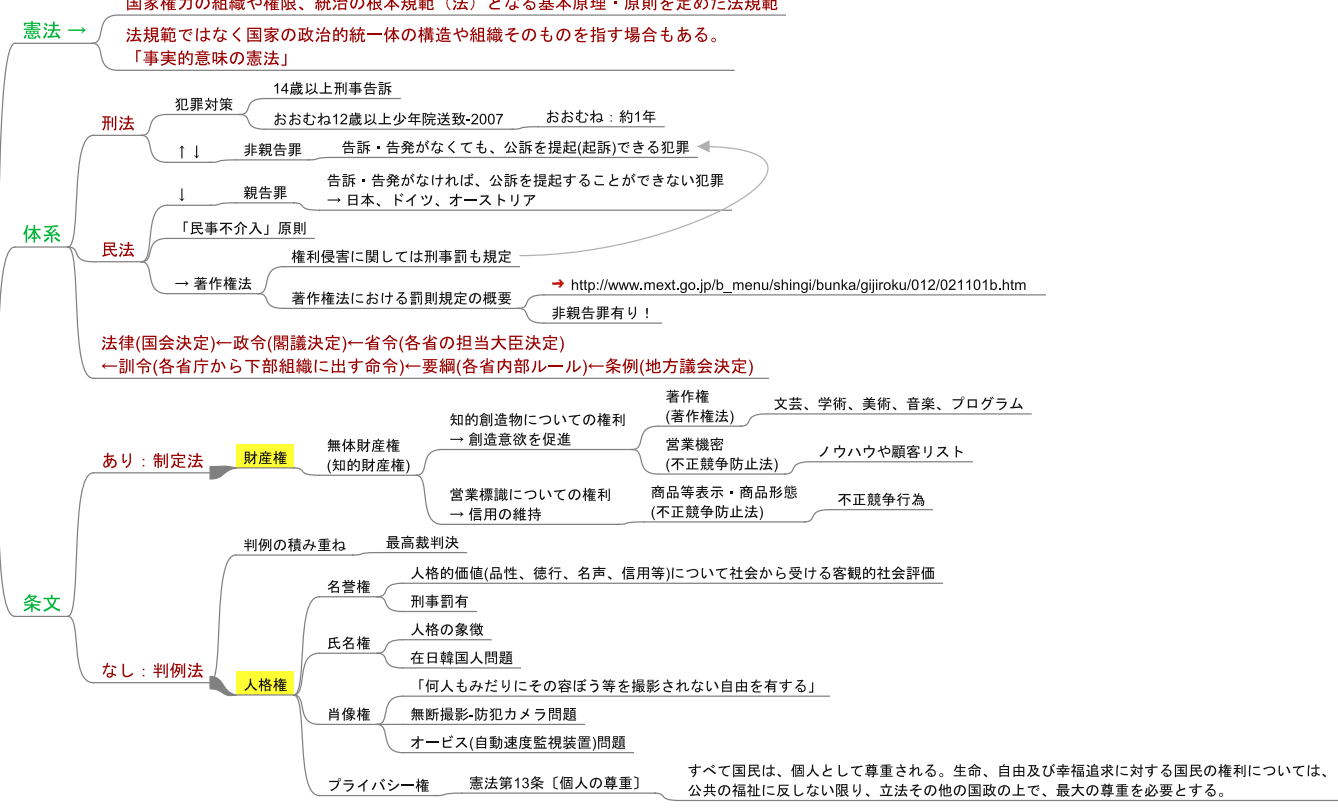 国家権力の組織や権限、統治の根本規範（法）となる基本原理・原則を定めた法規範
憲法 →
法規範ではなく国家の政治的統一体の構造や組織そのものを指す場合もある。
「事実的意味の憲法」
体系
刑法
犯罪対策
14歳以上刑事告訴
おおむね12歳以上少年院送致-2007
おおむね：約1年
↑ ↓
非親告罪
告訴・告発がなくても、公訴を提起(起訴)できる犯罪
民法
↓
親告罪
告訴・告発がなければ、公訴を提起することができない犯罪
→ 日本、ドイツ、オーストリア
「民事不介入」原則
→ 著作権法
権利侵害に関しては刑事罰も規定
著作権法における罰則規定の概要
➜ http://www.mext.go.jp/b_menu/shingi/bunka/gijiroku/012/021101b.htm
非親告罪有り！
法律(国会決定)←政令(閣議決定)←省令(各省の担当大臣決定)
←訓令(各省庁から下部組織に出す命令)←要綱(各省内部ルール)←条例(地方議会決定)
条文
あり：制定法
財産権
無体財産権
(知的財産権)
知的創造物についての権利
→ 創造意欲を促進
著作権
(著作権法)
文芸、学術、美術、音楽、プログラム
営業機密
(不正競争防止法)
ノウハウや顧客リスト
営業標識についての権利
→ 信用の維持
商品等表示・商品形態
(不正競争防止法)
不正競争行為
なし：判例法
判例の積み重ね
最高裁判決
人格権
名誉権
人格的価値(品性、徳行、名声、信用等)について社会から受ける客観的社会評価
刑事罰有
氏名権
人格の象徴
在日韓国人問題
肖像権
「何人もみだりにその容ぼう等を撮影されない自由を有する」
無断撮影-防犯カメラ問題
オービス(自動速度監視装置)問題
プライバシー権
憲法第13条〔個人の尊重〕
すべて国民は、個人として尊重される。生命、自由及び幸福追求に対する国民の権利については、
公共の福祉に反しない限り、立法その他の国政の上で、最大の尊重を必要とする。